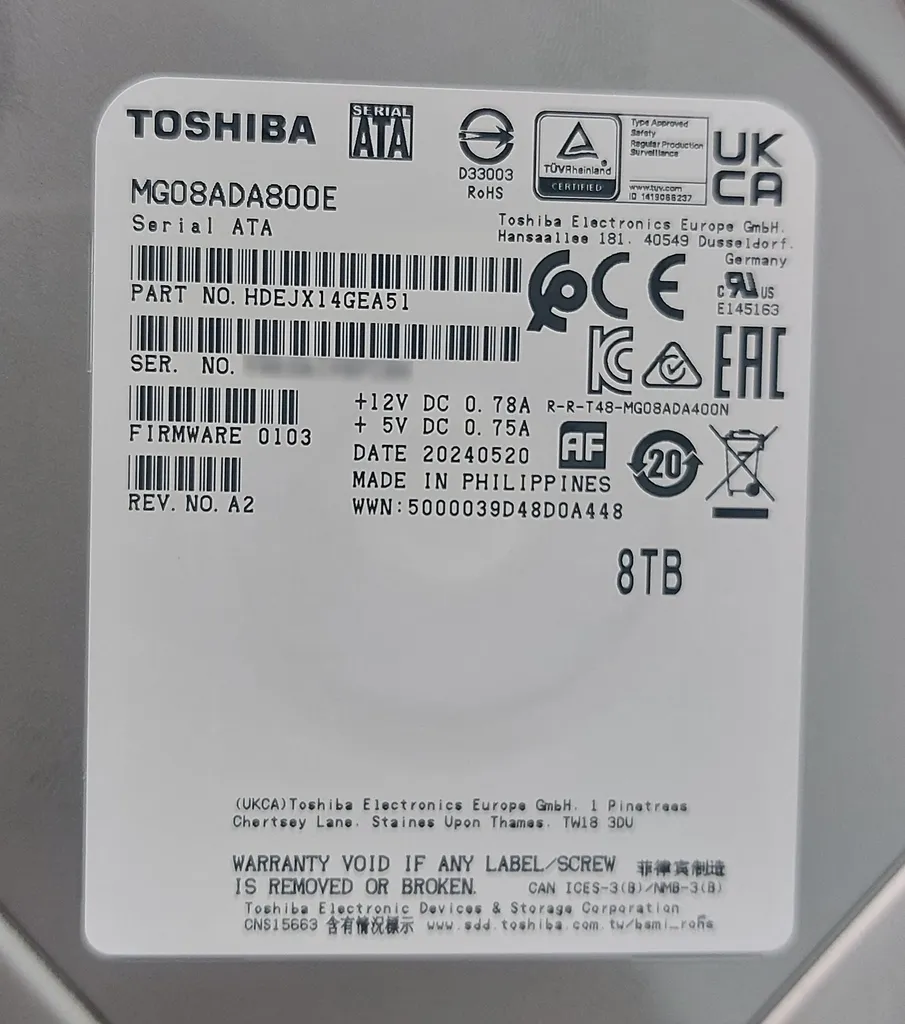 TOSHIBA
SERIAL
ATA
D33003
RoHS
TÜVRheinland
CERTIFIED
Type Approved
Safety
Regular Production
Surveillance
www.tuv.com
ID 1419066237
UK
CA
MG08ADA800E
Serial ATA
Toshiba Electronics Europe GmbH.
Hansaallee 181. 40549 Dusseldorf.
Germany
PART NO. HDEJX14GEA51
CE
C UR US
E145163
SER. NO.
KC
EAC
R-R-T48-MG08ADA400N
FIRMWARE 0103
+12V DC 0.78A
+ 5V DC 0.75A
AF
20
DATE 20240520
MADE IN PHILIPPINES
REV. NO. A2
WWN:5000039D48D0A448
8TB
(UKCA)Toshiba Electronics Europe GmbH. 1 Pinetrees
Chertsey Lane. Staines Upon Thames. TW18 3DU
WARRANTY VOID IF ANY LABEL/SCREW 菲律賓制造
IS REMOVED OR BROKEN. CAN ICES-3(B)/NMB-3(B)
Toshiba Electronic Devices & Storage Corporation
CNS15663 含有情況標示 www.sdd.toshiba.com.tw/bsmi_rohs